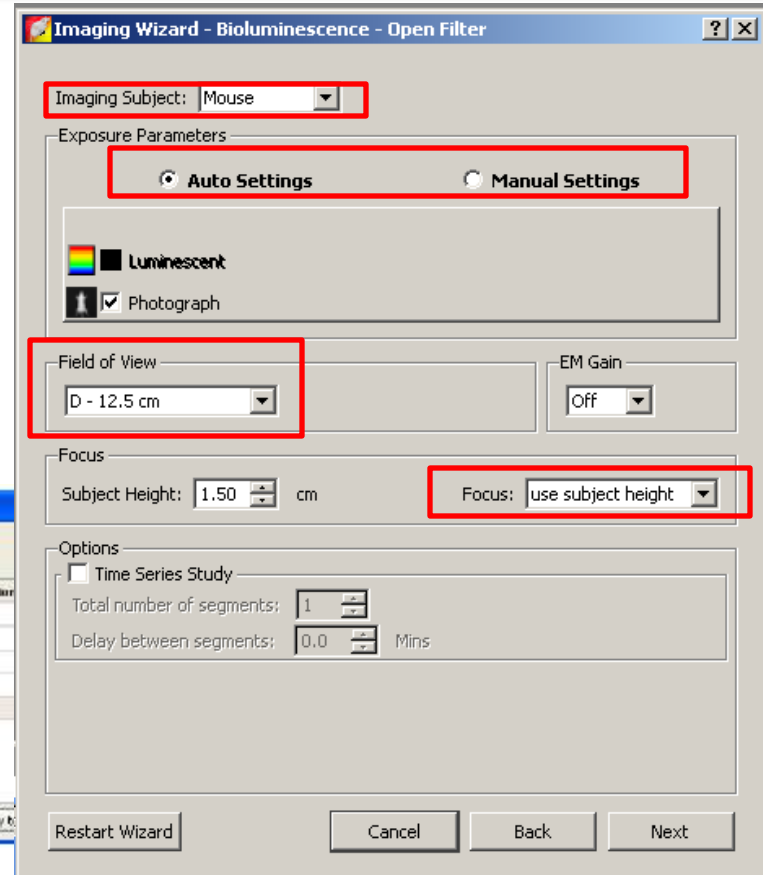 Imaging Wizard - Bioluminescence - Open Filter
Imaging Subject: Mouse
Exposure Parameters
Auto Settings Manual Settings
Luminescent
Photograph
Field of View EM Gain
D - 12.5 cm Off
Focus
Subject Height: 1.50 cm Focus: use subject height
Options
Time Series Study
Total number of segments: 1
Delay between segments: 0.0 Mins
Restart Wizard Cancel Back Next